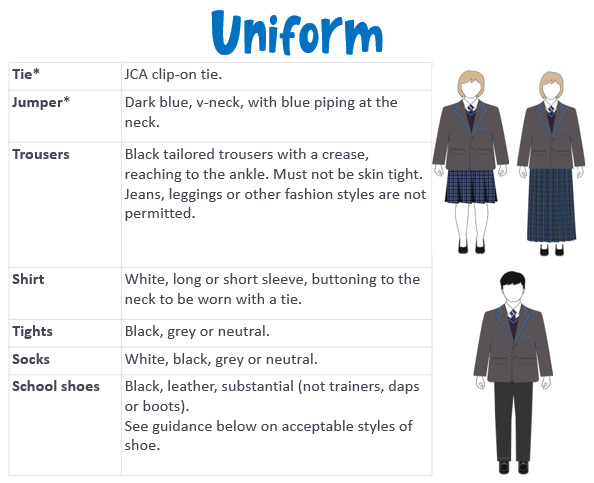 Uniform
Tie*
JCA clip-on tie.
Jumper*
Dark blue, v-neck, with blue piping at the
neck.
Trousers
Black tailored trousers with a crease,
reaching to the ankle. Must not be skin tight.
Jeans, leggings or other fashion styles are not
permitted.
Shirt
White, long or short sleeve, buttoning to the
neck to be worn with a tie.
Tights
Black, grey or neutral.
Socks
White, black, grey or neutral.
School shoes
Black, leather, substantial (not trainers, daps
or boots).
See guidance below on acceptable styles of
shoe.